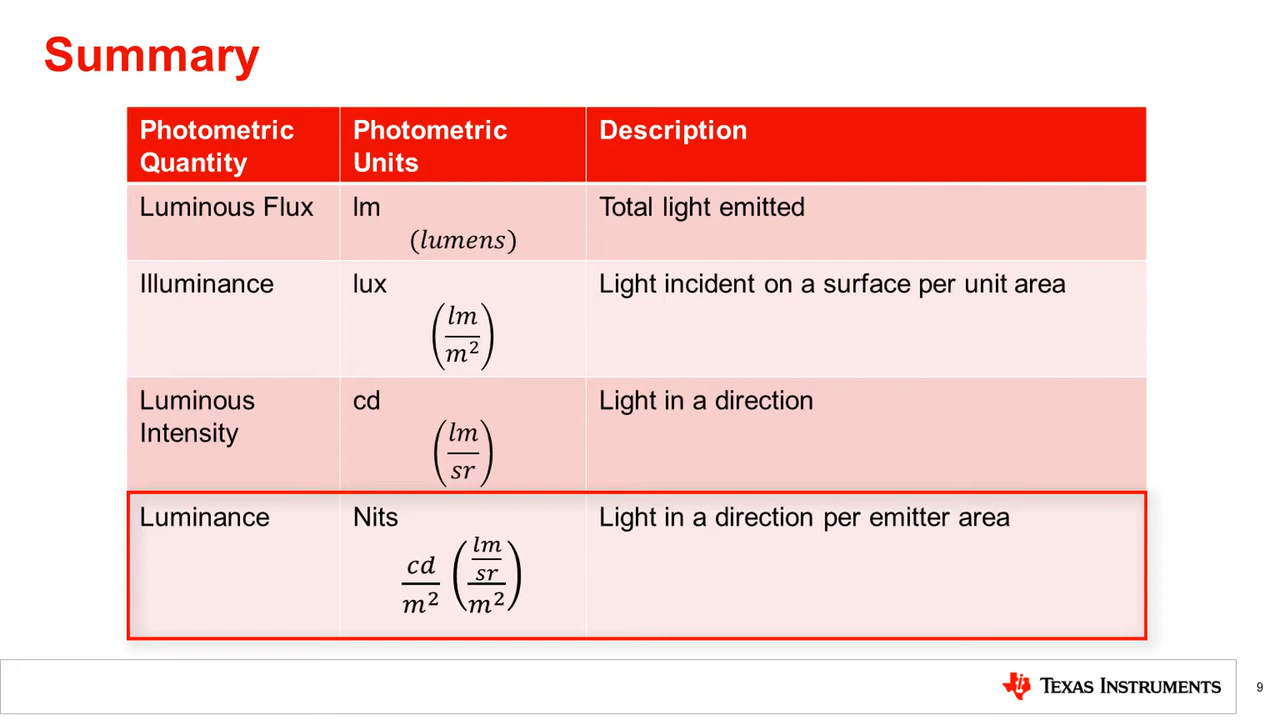 Summary
Photometric Quantity | Photometric Units | Description
Luminous Flux | lm (lumens) | Total light emitted
Illuminance | lux (lm/m²) | Light incident on a surface per unit area
Luminous Intensity | cd (lm/sr) | Light in a direction
Luminance | Nits cd/m² ((lm/sr)/m²) | Light in a direction per emitter area
TEXAS INSTRUMENTS
9